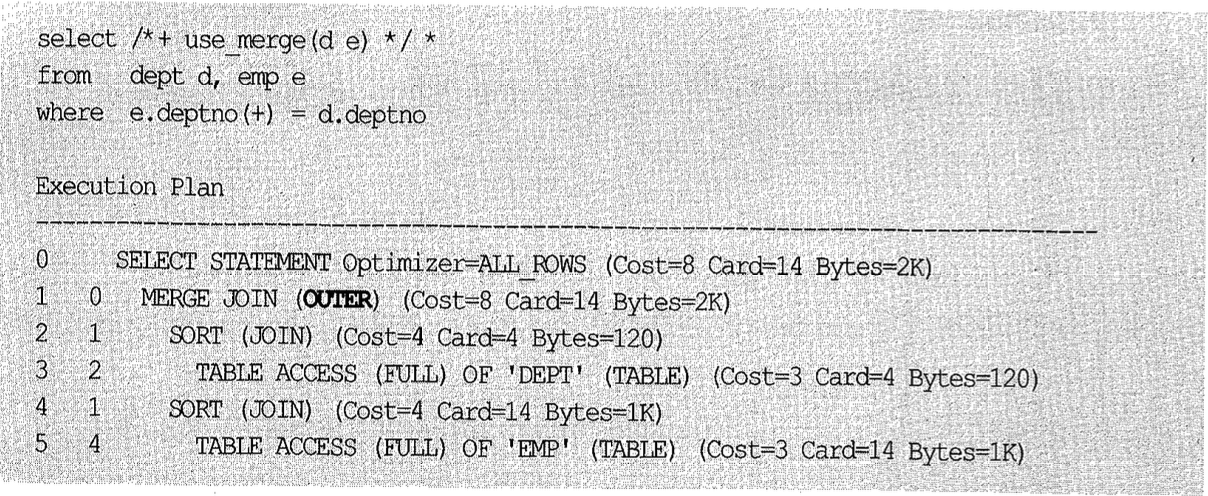 select /*+ use_merge(d e) */ *
from   dept d, emp e
where  e.deptno(+) = d.deptno
Execution Plan
--------------------------------------------------------------------------------
0      SELECT STATEMENT Optimizer=ALL_ROWS (Cost=8 Card=14 Bytes=2K)
1    0   MERGE JOIN (OUTER) (Cost=8 Card=14 Bytes=2K)
2    1     SORT (JOIN) (Cost=4 Card=4 Bytes=120)
3    2       TABLE ACCESS (FULL) OF 'DEPT' (TABLE) (Cost=3 Card=4 Bytes=120)
4    1     SORT (JOIN) (Cost=4 Card=14 Bytes=1K)
5    4       TABLE ACCESS (FULL) OF 'EMP' (TABLE) (Cost=3 Card=14 Bytes=1K)